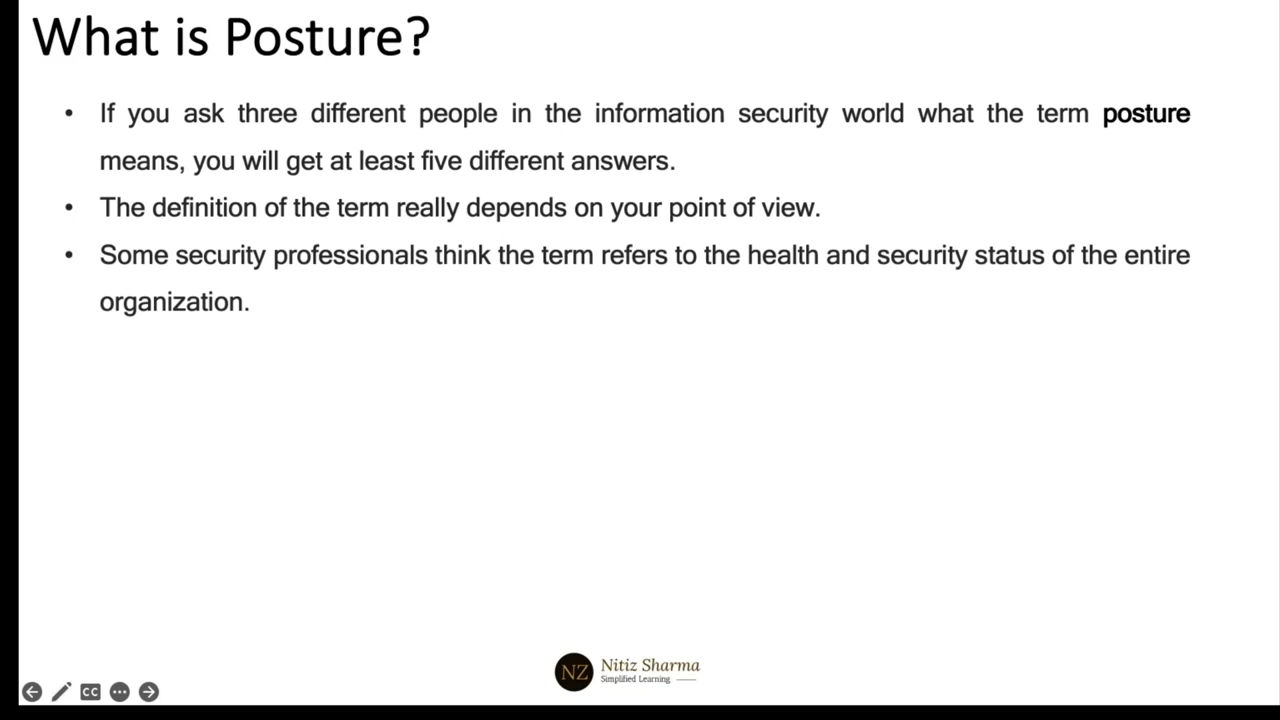 What is Posture?
• If you ask three different people in the information security world what the term posture
means, you will get at least five different answers.
• The definition of the term really depends on your point of view.
• Some security professionals think the term refers to the health and security status of the entire
organization.
NZ Nitiz Sharma
Simplified Learning
CC